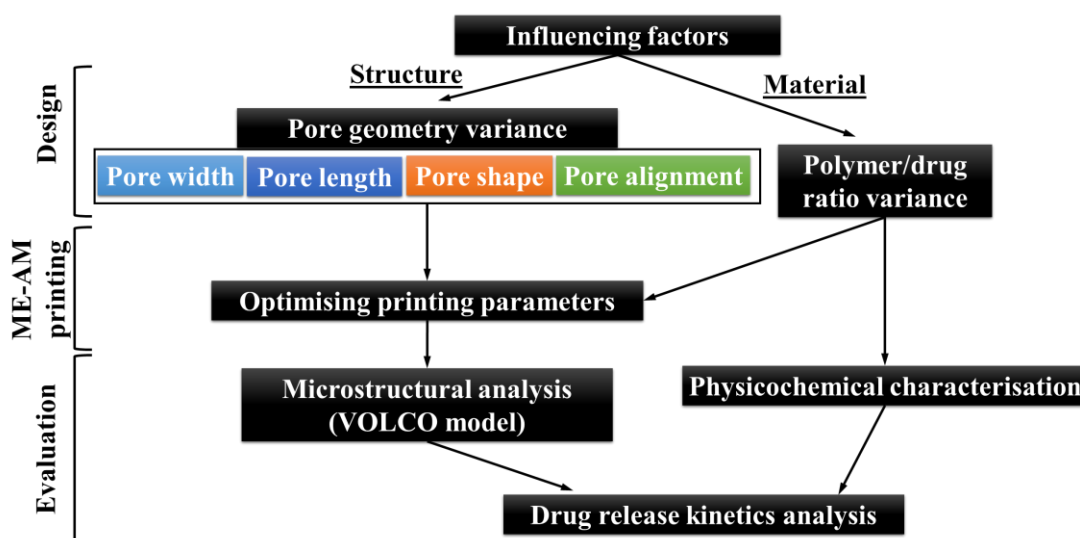 Influencing factors
Structure
Material
Design
Pore geometry variance
Pore width
Pore length
Pore shape
Pore alignment
Polymer/drug
ratio variance
ME-AM
printing
Optimising printing parameters
Evaluation
Microstructural analysis
(VOLCO model)
Physicochemical characterisation
Drug release kinetics analysis